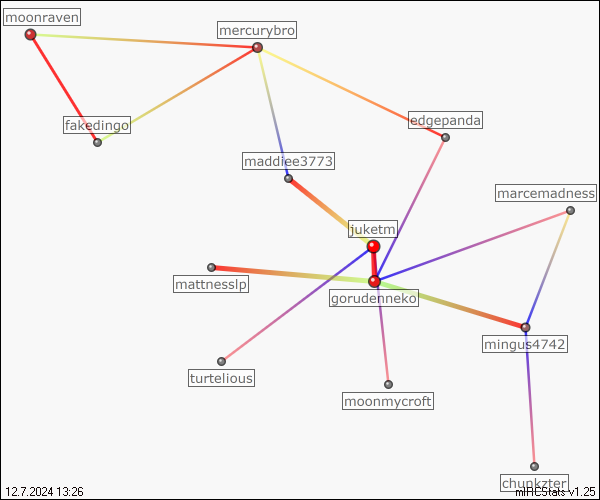 moonraven
mercurybro
fakedingo
edgepanda
maddiee3773
marcemadness
juketm
mattnesslp
gorudenneko
mingus4742
turtelious
moonmycroft
chunkzter
12.7.2024 13:26
mIRCStats v1.25